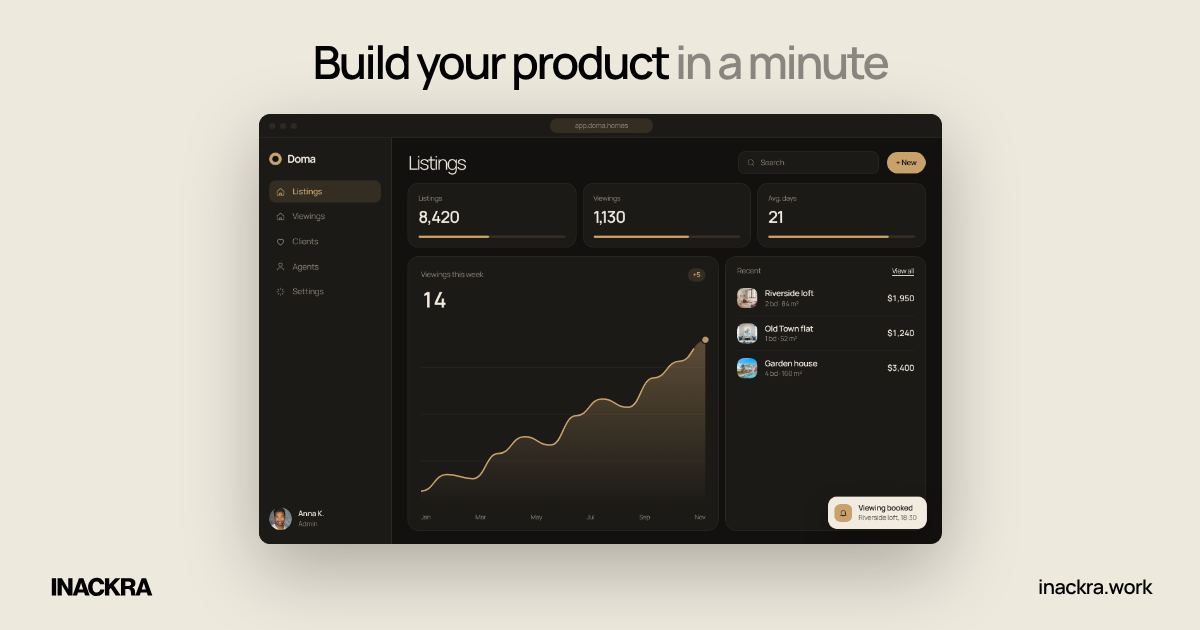 Build your product in a minute
app.doma.homes
Doma
Listings
Viewings
Clients
Agents
Settings
Anna K.
Admin
Listings
Search
+ New
Listings
8,420
Viewings
1,130
Avg. days
21
Viewings this week
+5
14
Jan Mar May Jul Sep Nov
Recent
View all
Riverside loft
2 bd · 84 m²
$1,950
Old Town flat
1 bd · 52 m²
$1,240
Garden house
4 bd · 160 m²
$3,400
Viewing booked
Riverside loft, 18:30
INACKRA
inackra.work